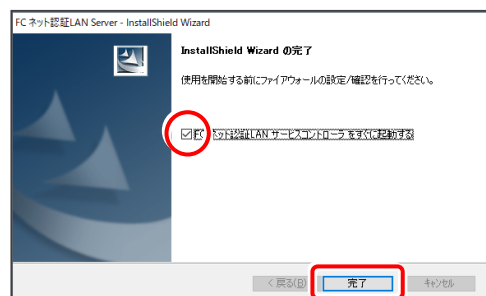 FC ネット認証LAN Server - InstallShield Wizard
InstallShield Wizard の完了
使用を開始する前にファイアウォールの設定/確認を行ってください。
FC ネット認証LAN サービスコントローラ をすぐに起動する
< 戻る(B)
完了
キャンセル